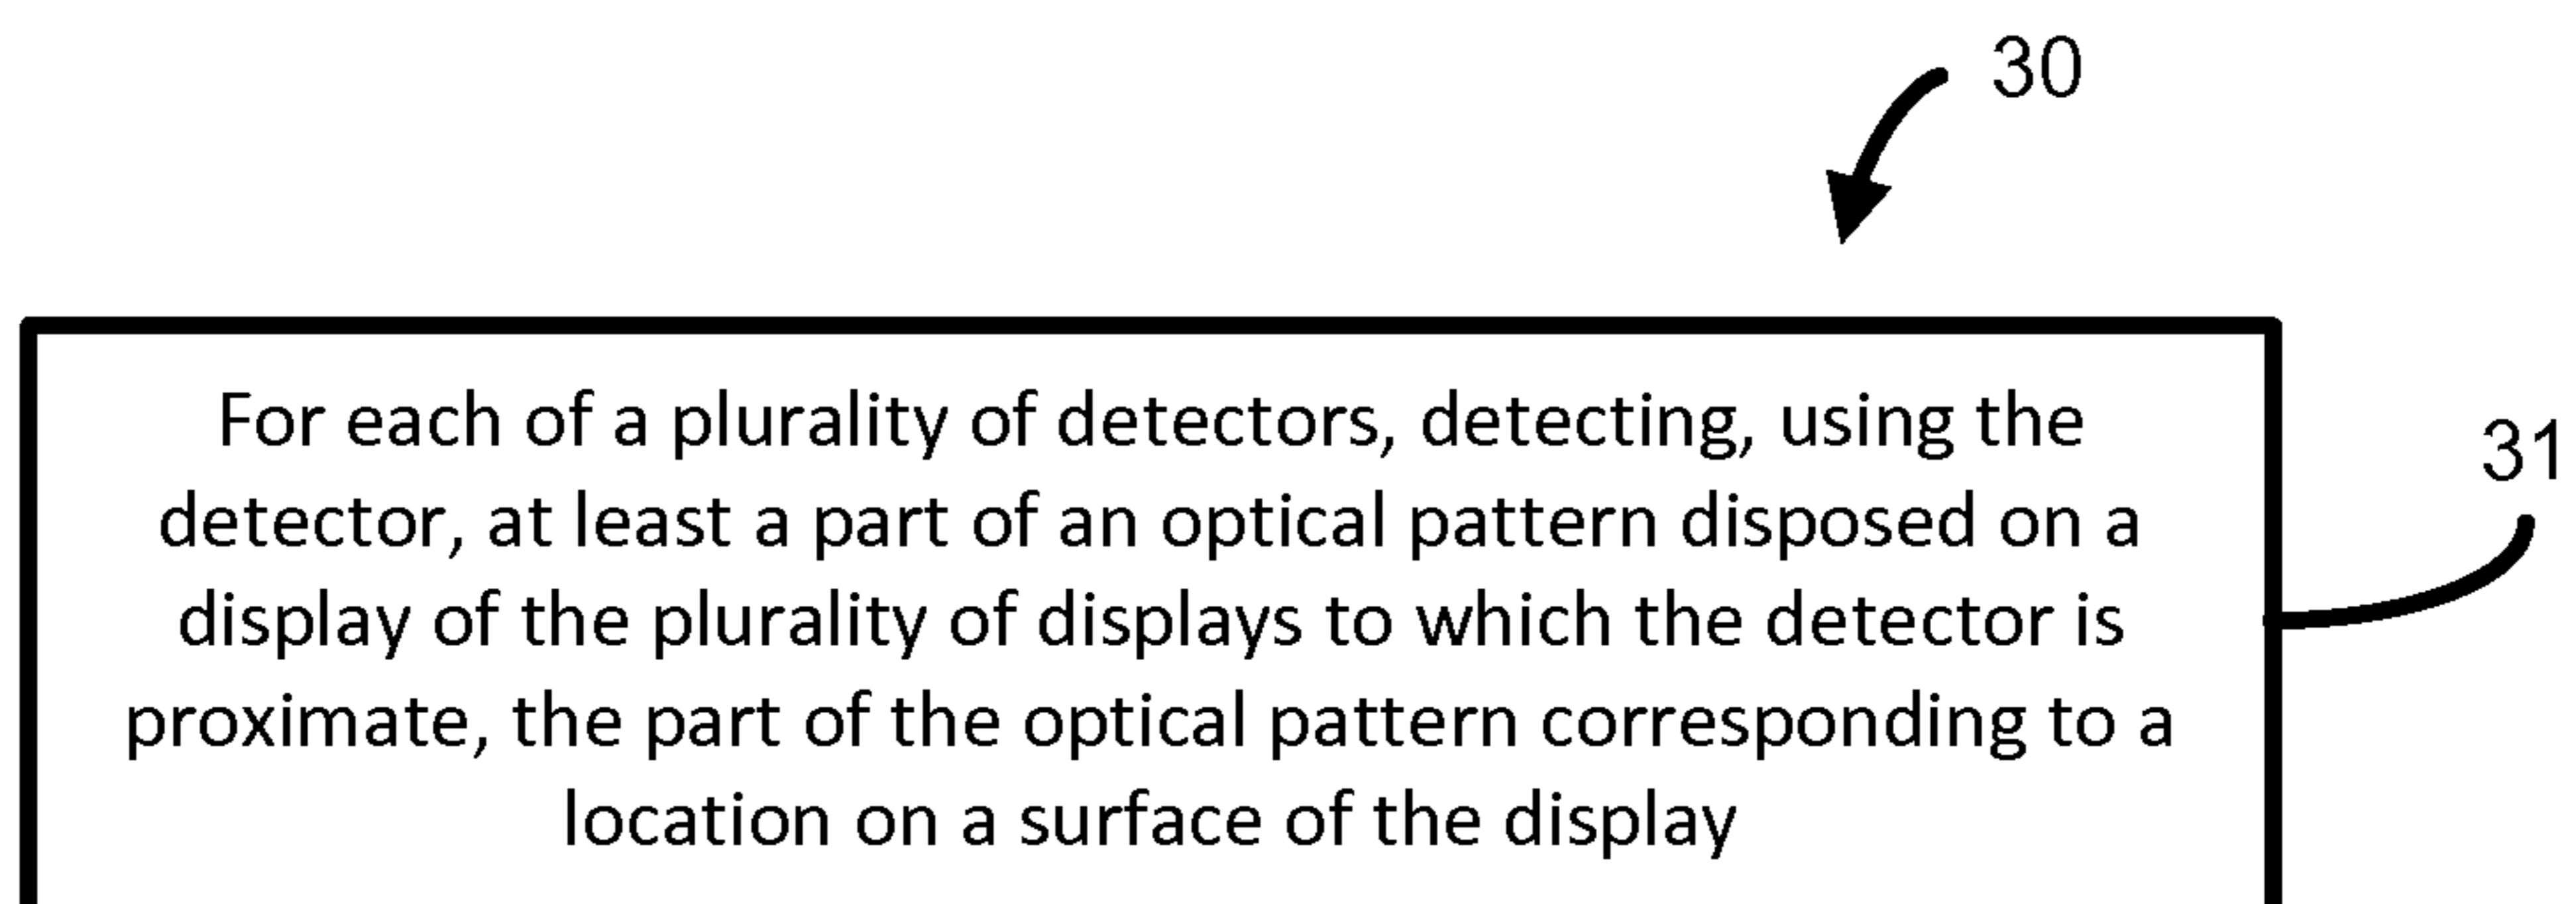 30
For each of a plurality of detectors, detecting, using the
detector, at least a part of an optical pattern disposed on a
display of the plurality of displays to which the detector is
proximate, the part of the optical pattern corresponding to a
location on a surface of the display
31